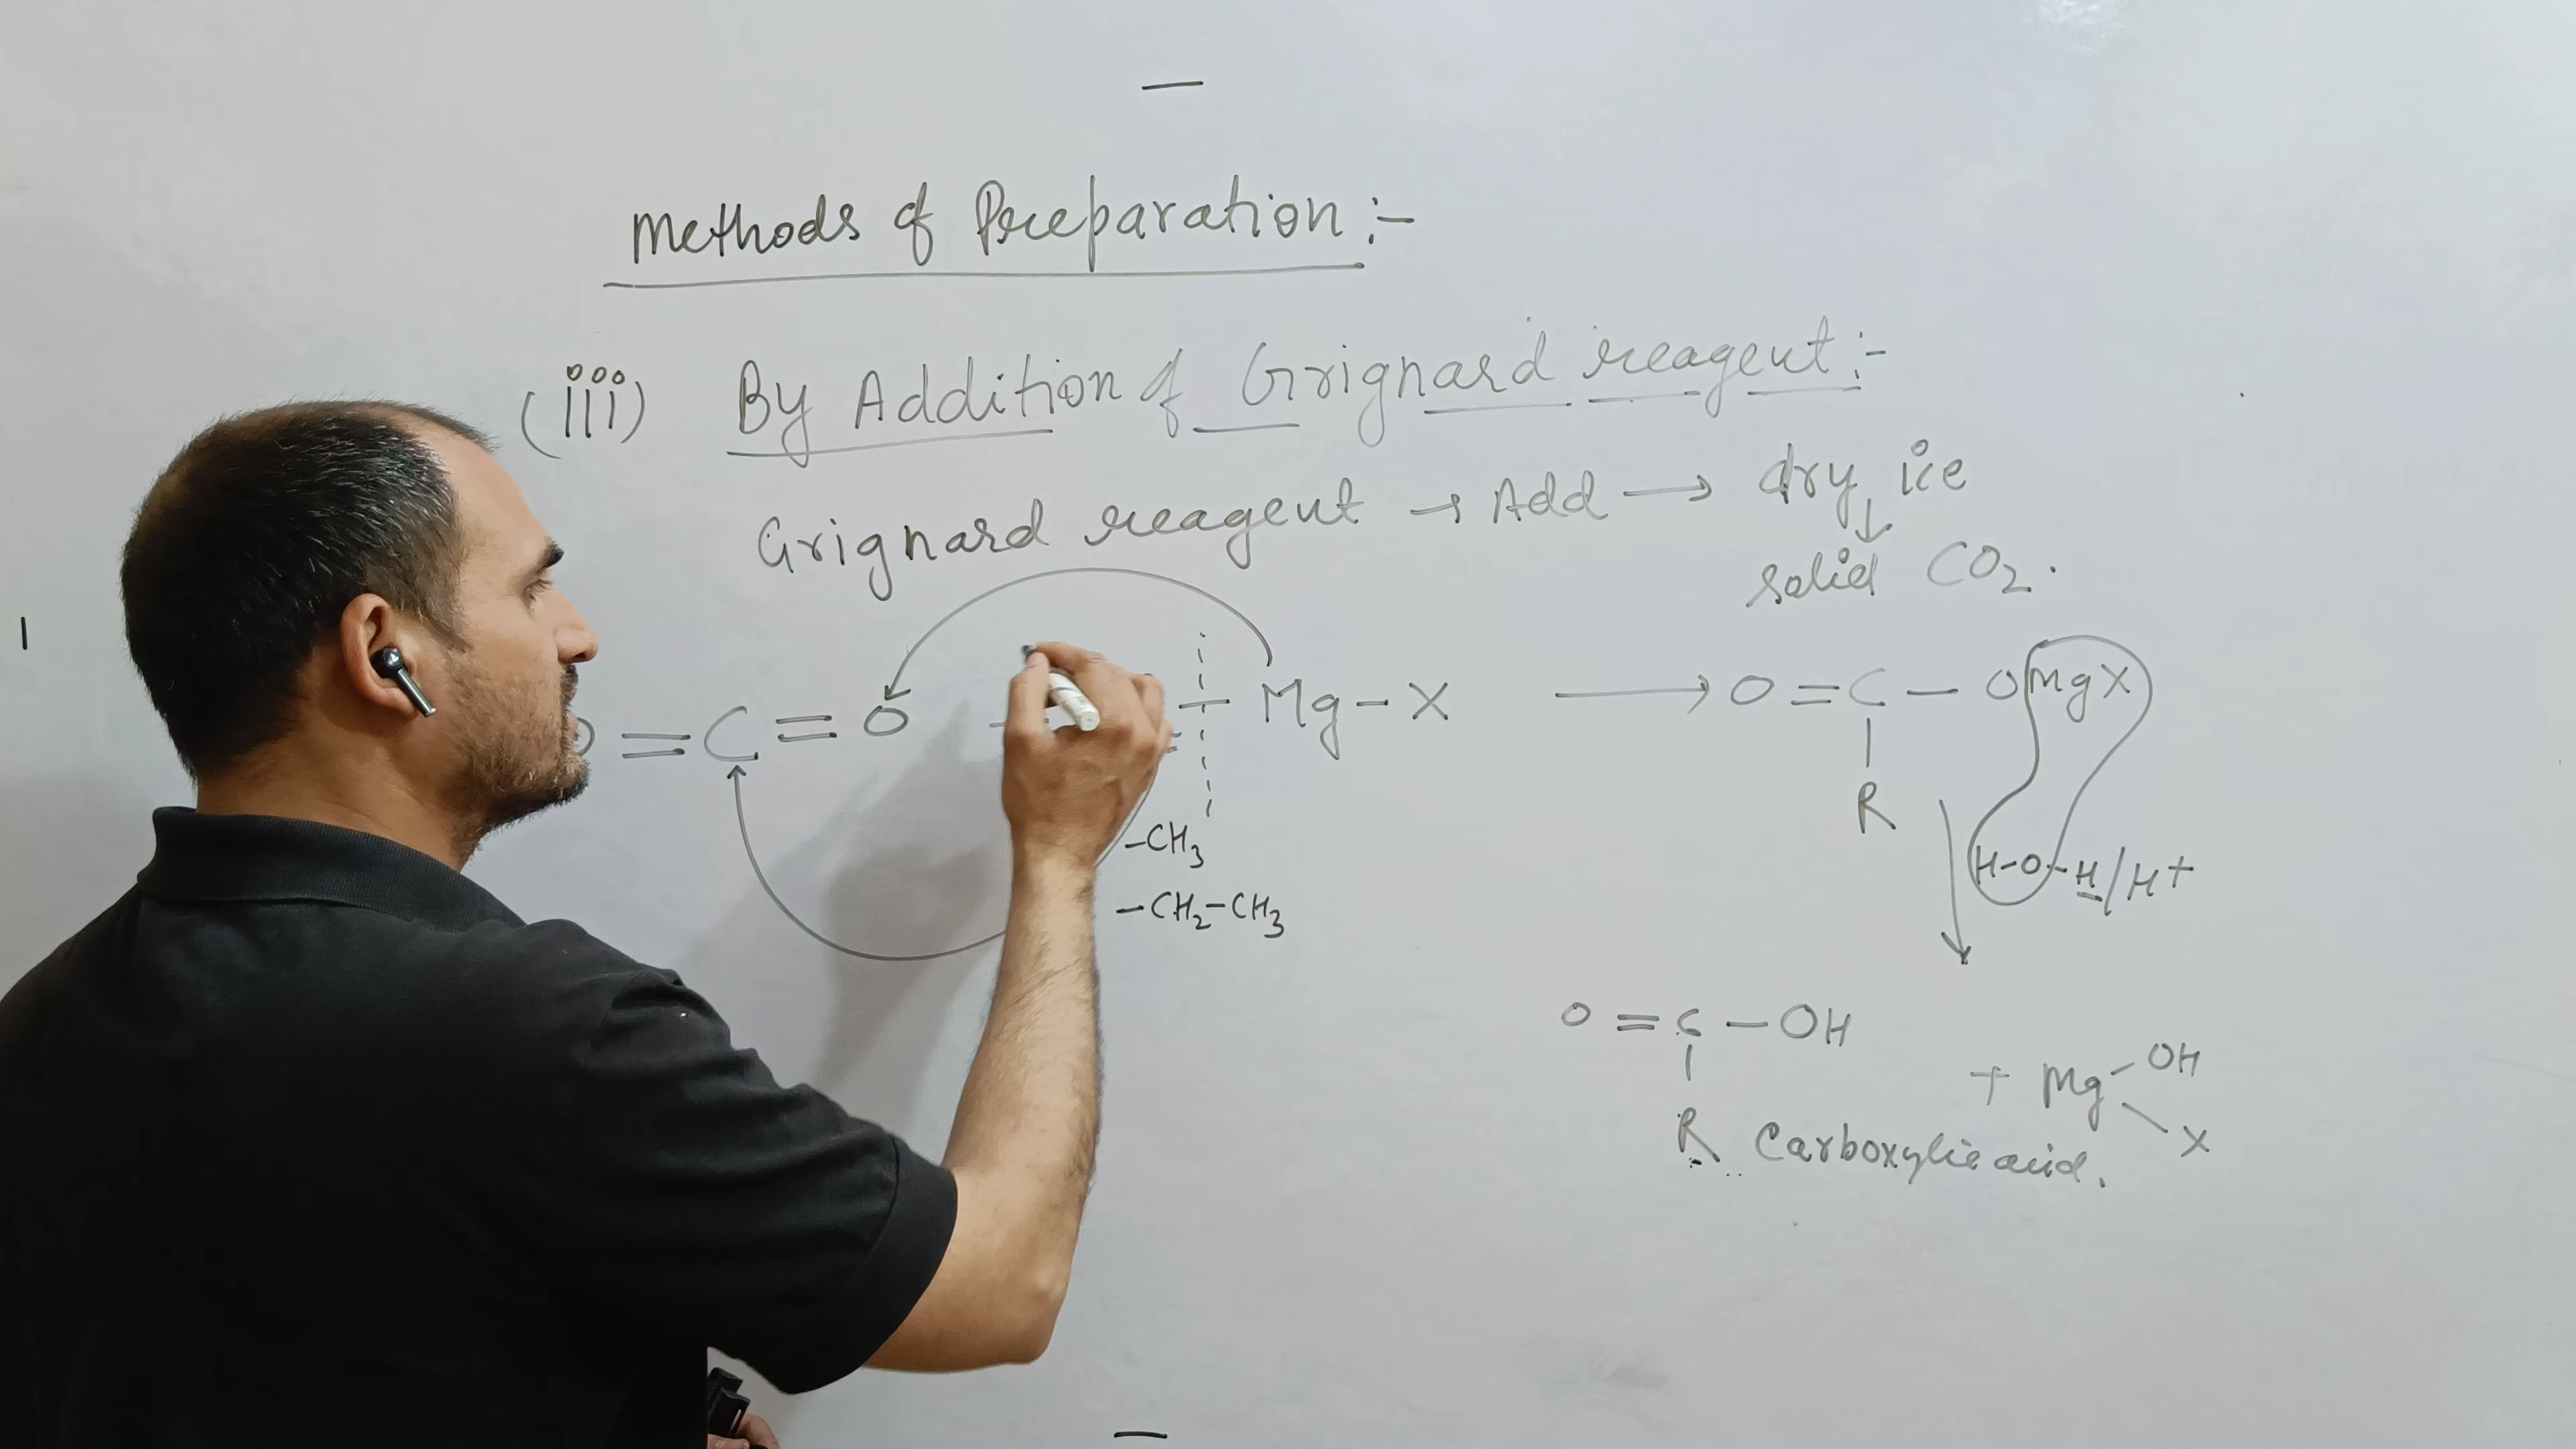 Methods of Preparation :-
(iii) By Addition of Grignard reagent :-
Grignard reagent → Add → dry ice
↓
solid CO2.
= C = O + Mg - X → O = C - OMgX
|
R
-CH3
H-O-H/H+
-CH2-CH3
O = C - OH
|
+ Mg - OH
R Carboxylic acid.
X